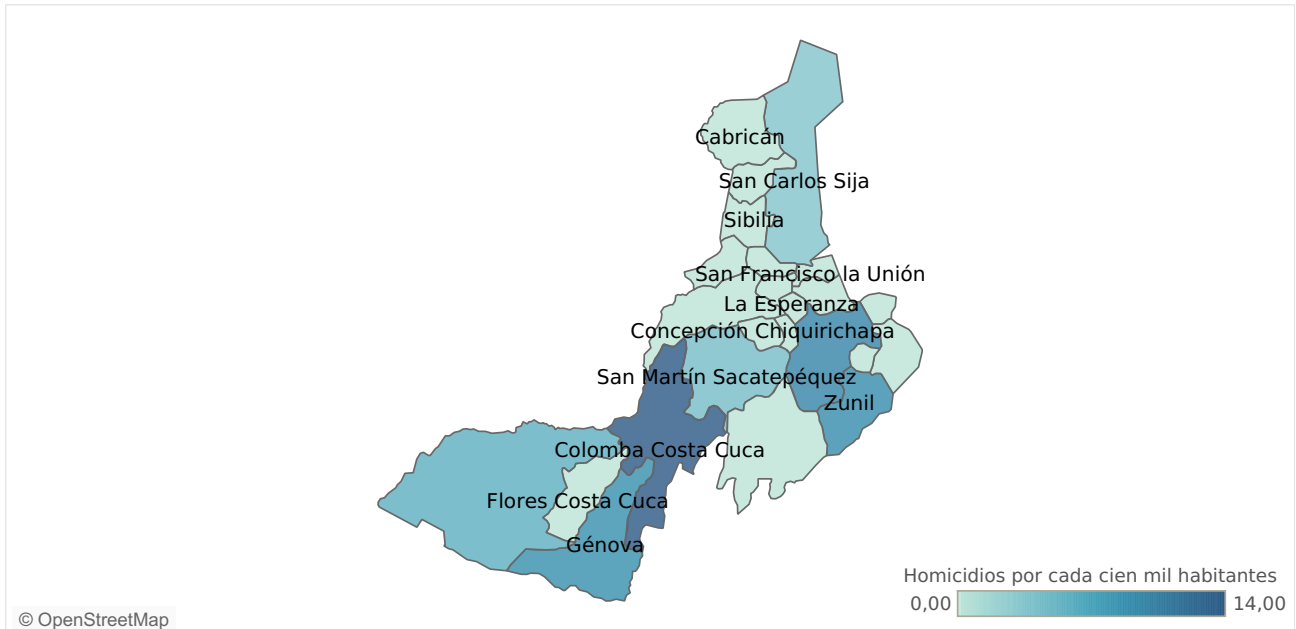 Cabricán
San Carlos Sija
Sibilia
San Francisco la Unión
La Esperanza
Concepción Chiquirichapa
San Martín Sacatepéquez
Zunil
Colomba Costa Cuca
Flores Costa Cuca
Génova
Homicidios por cada cien mil habitantes
0,00 14,00
© OpenStreetMap